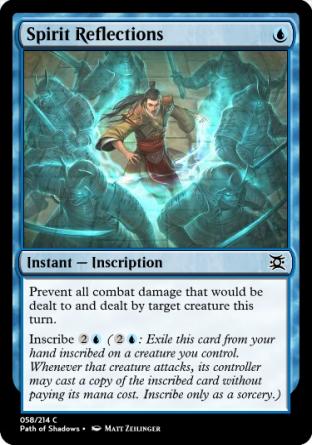 Spirit Reflections
Instant — Inscription
Prevent all combat damage that would be
dealt to and dealt by target creature this
turn.
Inscribe 2 ( 2 : Exile this card from your
hand inscribed on a creature you control.
Whenever that creature attacks, its controller
may cast a copy of the inscribed card without
paying its mana cost. Inscribe only as a sorcery.)
058/214 C
Path of Shadows • Matt Zeilinger